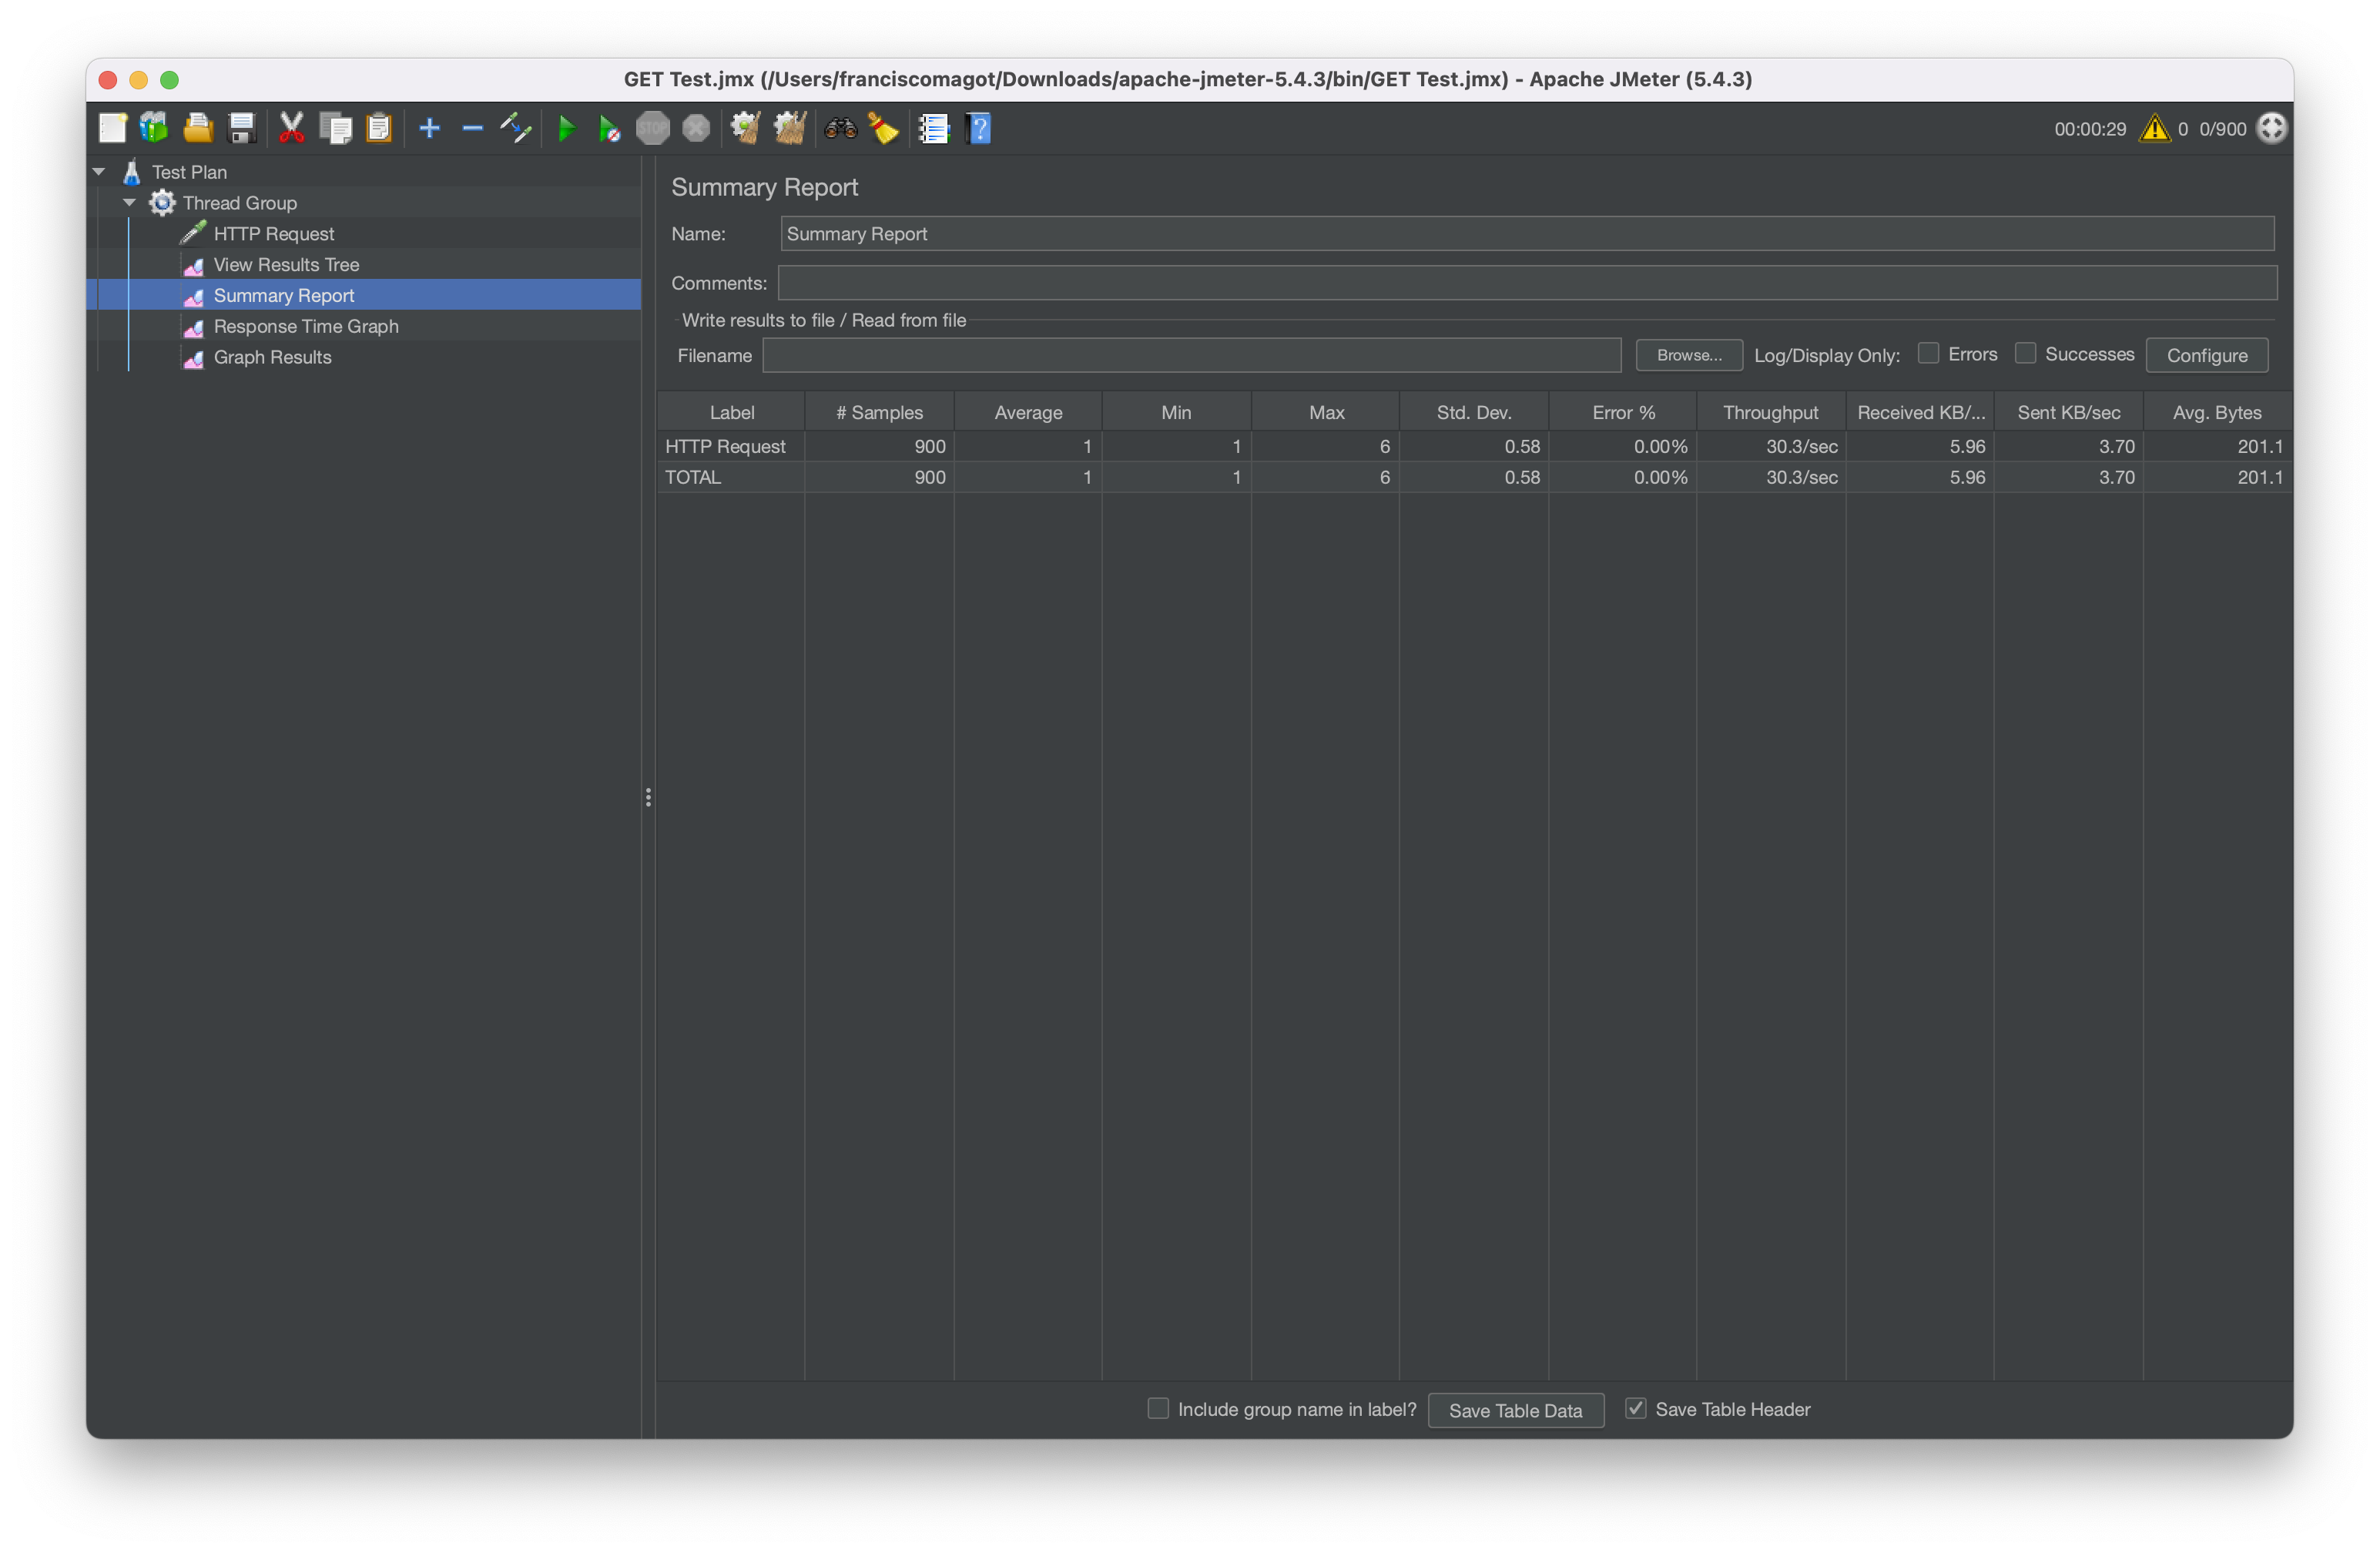 GET Test.jmx (/Users/franciscomagot/Downloads/apache-jmeter-5.4.3/bin/GET Test.jmx) - Apache JMeter (5.4.3)
STOP
?
00:00:29 0 0/900
Test Plan
Thread Group
HTTP Request
View Results Tree
Summary Report
Response Time Graph
Graph Results
Summary Report
Name: Summary Report
Comments:
Write results to file / Read from file
Filename Browse... Log/Display Only: Errors Successes Configure
Label # Samples Average Min Max Std. Dev. Error % Throughput Received KB/... Sent KB/sec Avg. Bytes
HTTP Request 900 1 1 6 0.58 0.00% 30.3/sec 5.96 3.70 201.1
TOTAL 900 1 1 6 0.58 0.00% 30.3/sec 5.96 3.70 201.1
Include group name in label? Save Table Data Save Table Header